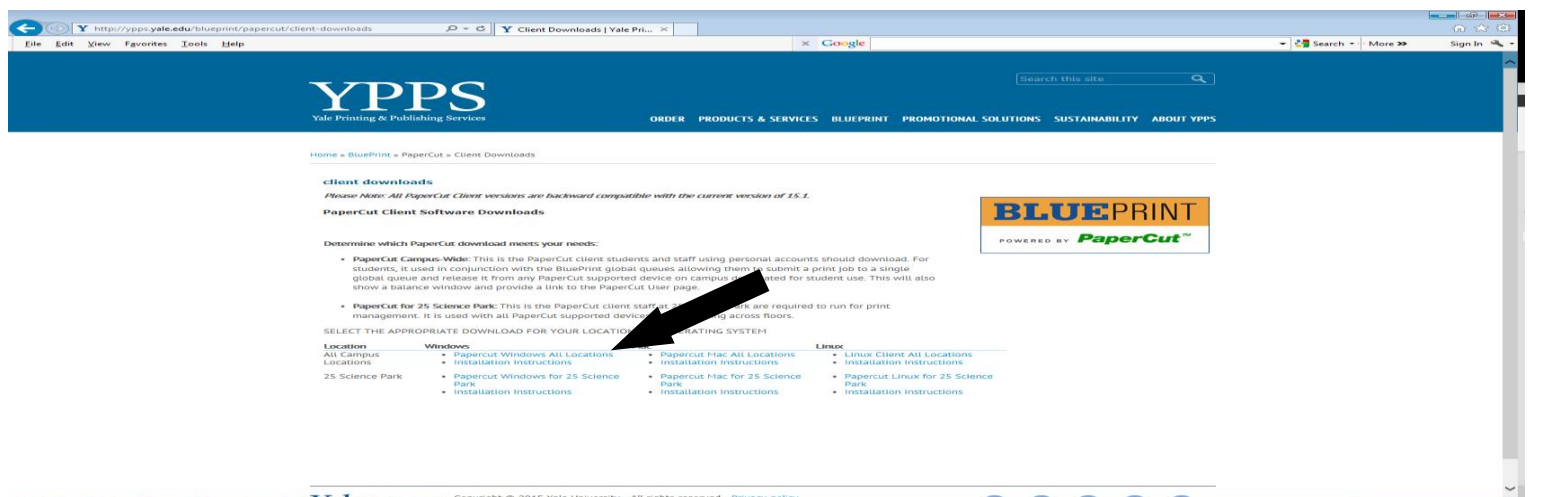 http://ypps.yale.edu/blueprint/papercut/client-downloads
Client Downloads | Yale Pri...
File Edit View Favorites Tools Help
Google
Search
More »
Sign In
YPPS
Yale Printing & Publishing Services
Search this site
ORDER PRODUCTS & SERVICES BLUEPRINT PROMOTIONAL SOLUTIONS SUSTAINABILITY ABOUT YPPS
Home » BluePrint » PaperCut » Client Downloads
client downloads
Please Note: All PaperCut Client versions are backward compatible with the current version of 15.1.
PaperCut Client Software Downloads
BLUEPRINT
POWERED BY PaperCut™
Determine which PaperCut download meets your needs:
• PaperCut Campus-Wide: This is the PaperCut client students and staff using personal accounts should download. For
students, it used in conjunction with the BluePrint global queues allowing them to submit a print job to a single
global queue and release it from any PaperCut supported device on campus for student use. This will also
show a balance window and provide a link to the PaperCut User page.
• PaperCut for 25 Science Park: This is the PaperCut client staff at are required to run for print
management. It is used with all PaperCut supported across floors.
SELECT THE APPROPRIATE DOWNLOAD FOR YOUR LOCATION SYSTEM
Location Windows Linux
All Campus Locations
• Papercut Windows All Locations
• Installation Instructions
• Papercut Mac All Locations
• Installation Instructions
• Linux Client All Locations
• Installation Instructions
25 Science Park
• Papercut Windows for 25 Science
Park
• Installation Instructions
• Papercut Mac for 25 Science
Park
• Installation Instructions
• Papercut Linux for 25 Science
Park
• Installation Instructions
Copyright © 2015 Yale University · All rights reserved · Privacy policy